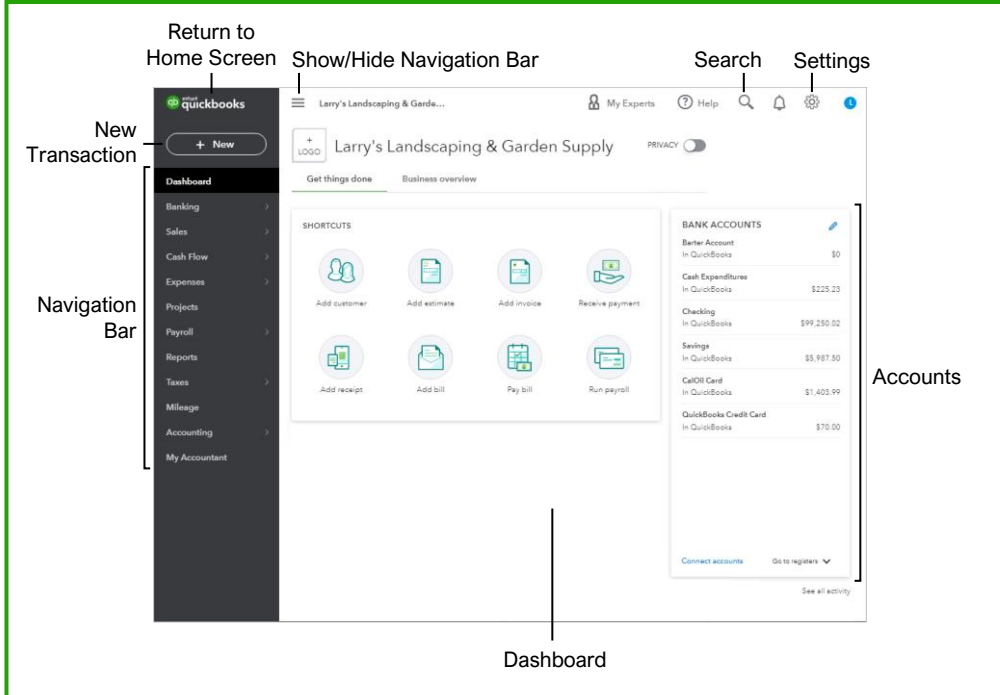 Return to
Home Screen
Show/Hide Navigation Bar
Search
Settings
intuit
quickbooks
Larry's Landscaping & Garde...
My Experts
Help
L
New
Transaction
+ New
+
LOGO
Larry's Landscaping & Garden Supply
PRIVACY
Get things done
Business overview
Navigation
Bar
Dashboard
Banking
Sales
Cash Flow
Expenses
Projects
Payroll
Reports
Taxes
Mileage
Accounting
My Accountant
SHORTCUTS
Add customer
Add estimate
Add invoice
Receive payment
Add receipt
Add bill
Pay bill
Run payroll
BANK ACCOUNTS
Barter Account
In QuickBooks $0
Cash Expenditures
In QuickBooks $225.23
Checking
In QuickBooks $99,250.02
Savings
In QuickBooks $5,987.50
CalOil Card
In QuickBooks $1,403.99
QuickBooks Credit Card
In QuickBooks $70.00
Connect accounts
Go to registers
See all activity
Accounts
Dashboard